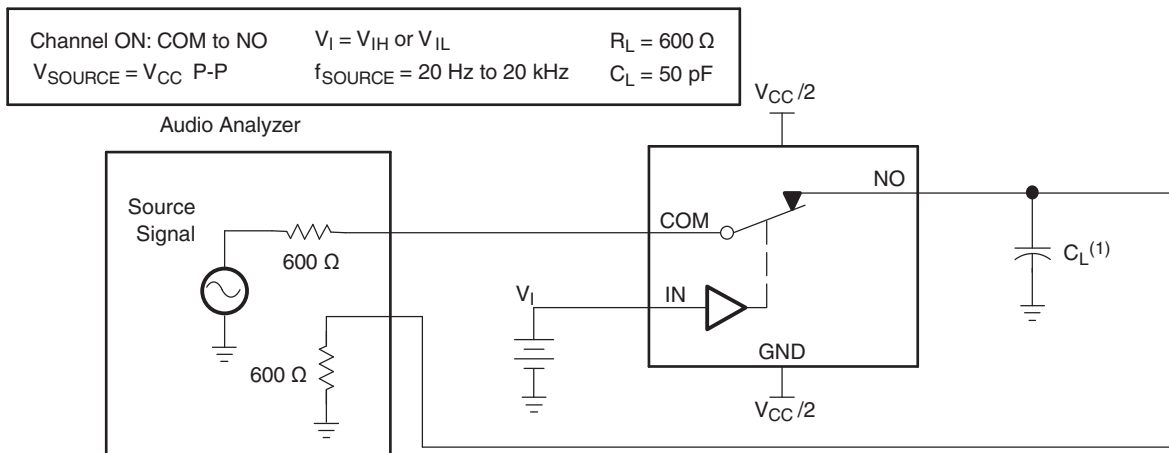 Channel ON: COM to NO V_I = V_IH or V_IL R_L = 600 Ω
V_SOURCE = V_CC P-P f_SOURCE = 20 Hz to 20 kHz C_L = 50 pF
Audio Analyzer
V_CC/2
NO
Source
Signal
COM
600 Ω
C_L(1)
V_I
IN
GND
600 Ω
V_CC/2